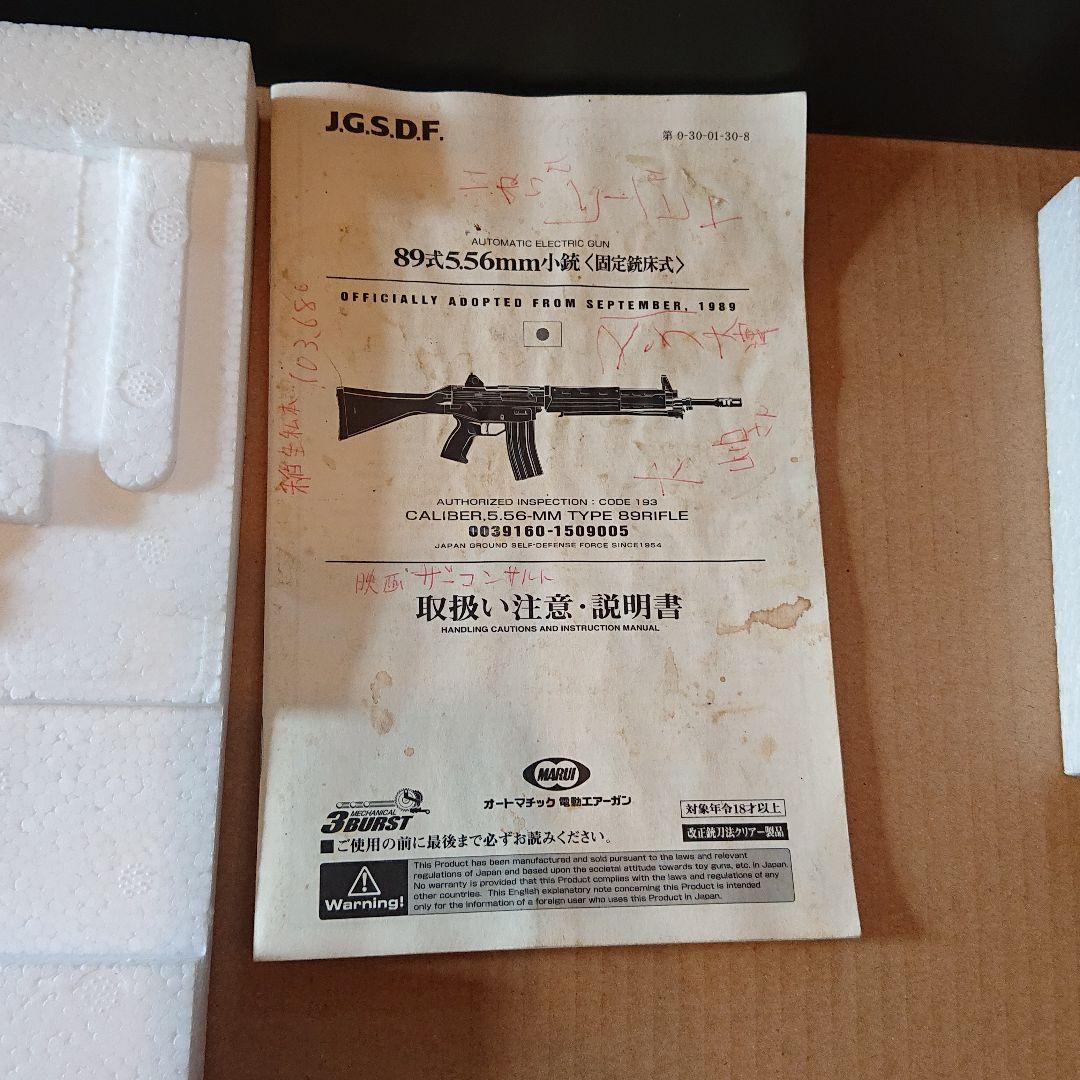 J.G.S.D.F.
第 0-30-01-30-8
AUTOMATIC ELECTRIC GUN
89式5.56mm小銃〈固定銃床式〉
OFFICIALLY ADOPTED FROM SEPTEMBER, 1989
AUTHORIZED INSPECTION : CODE 193
CALIBER,5.56-MM TYPE 89RIFLE
0039160-1509005
JAPAN GROUND SELF-DEFENSE FORCE SINCE1954
映画 ザ コンサルト
取扱い注意・説明書
HANDLING CAUTIONS AND INSTRUCTION MANUAL
MARUI
オートマチック 電動エアーガン
MECHANICAL
3BURST
対象年令18才以上
改正銃刀法クリアー製品
■ご使用の前に最後まで必ずお読みください。
Warning!
This Product has been manufactured and sold pursuant to the laws and relevant
regulations of Japan and based upon the societal attitude towards toy guns, etc. in Japan.
No warranty is provided that this Product complies with the laws and regulations of any
other countries. This English explanatory note concerning this Product is intended
only for the information of a foreign user who uses this Product in Japan.